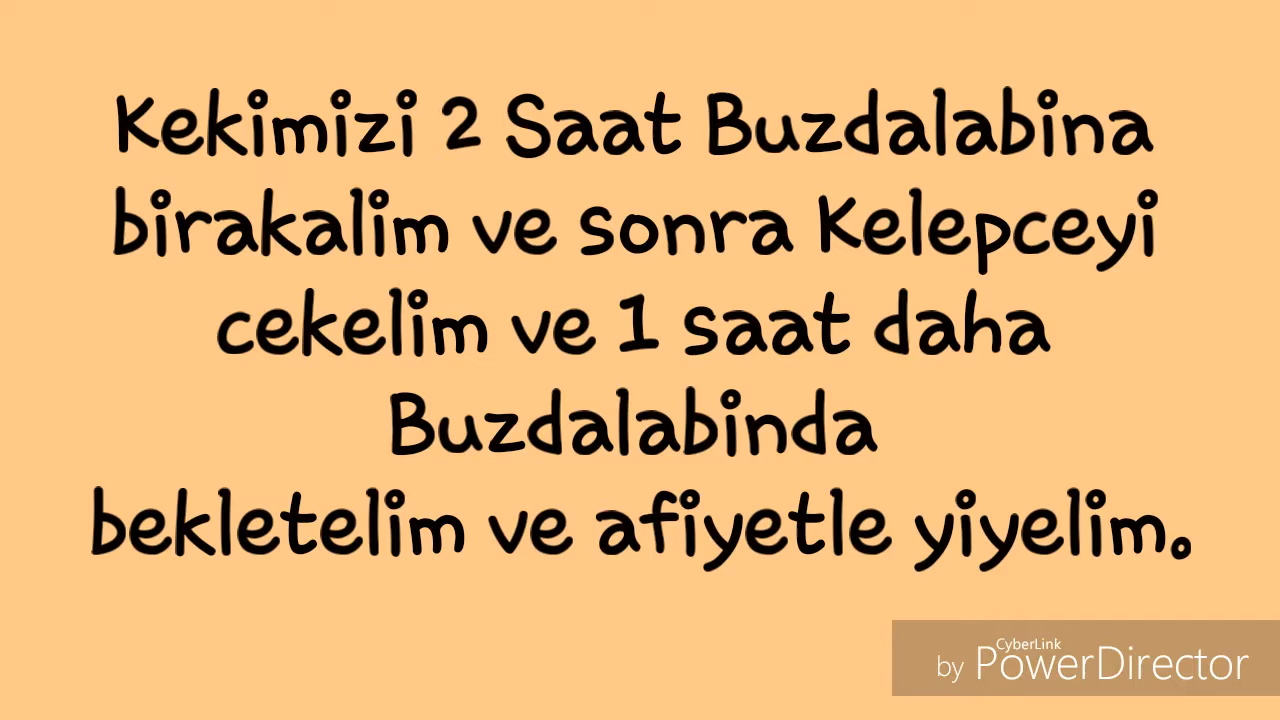 Kekimizi 2 Saat Buzdalabina
birakalim ve sonra Kelepceyi
cekelim ve 1 saat daha
Buzdalabinda
bekletelim ve afiyetle yiyelim.
CyberLink
by PowerDirector